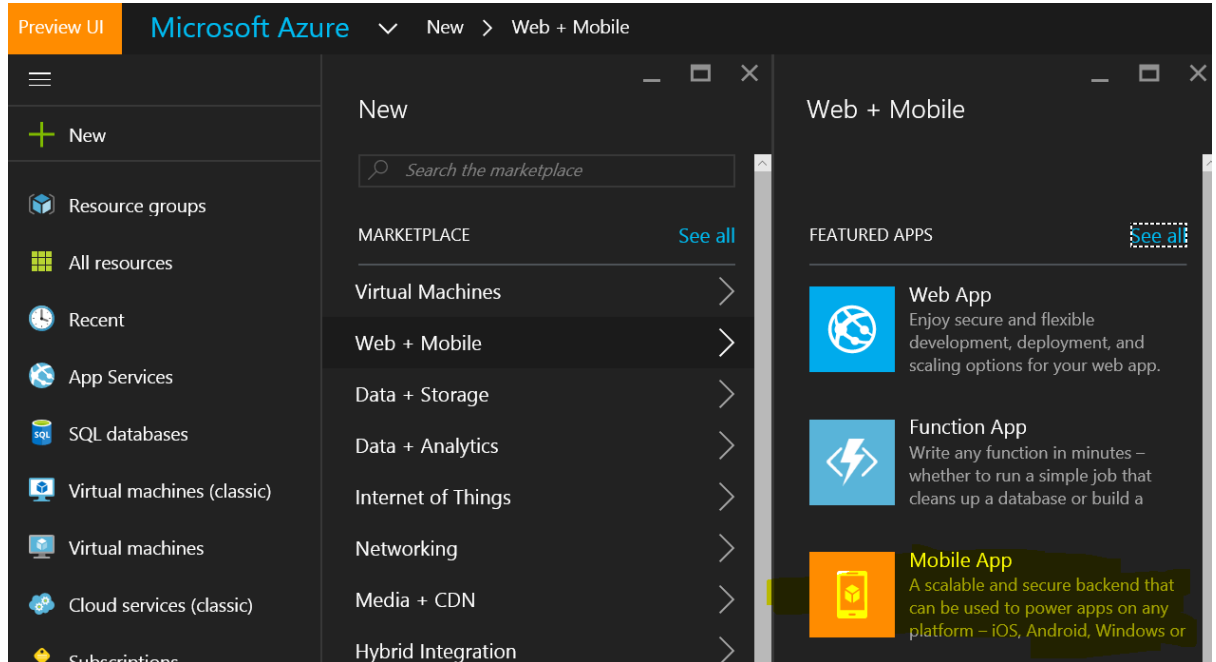 Preview UI
Microsoft Azure
New > Web + Mobile
New
Resource groups
All resources
Recent
App Services
SQL databases
Virtual machines (classic)
Virtual machines
Cloud services (classic)
Subscriptions
New
Search the marketplace
MARKETPLACE
See all
Virtual Machines
Web + Mobile
Data + Storage
Data + Analytics
Internet of Things
Networking
Media + CDN
Hybrid Integration
Web + Mobile
FEATURED APPS
See all
Web App
Enjoy secure and flexible
development, deployment, and
scaling options for your web app.
Function App
Write any function in minutes –
whether to run a simple job that
cleans up a database or build a
Mobile App
A scalable and secure backend that
can be used to power apps on any
platform – iOS, Android, Windows or